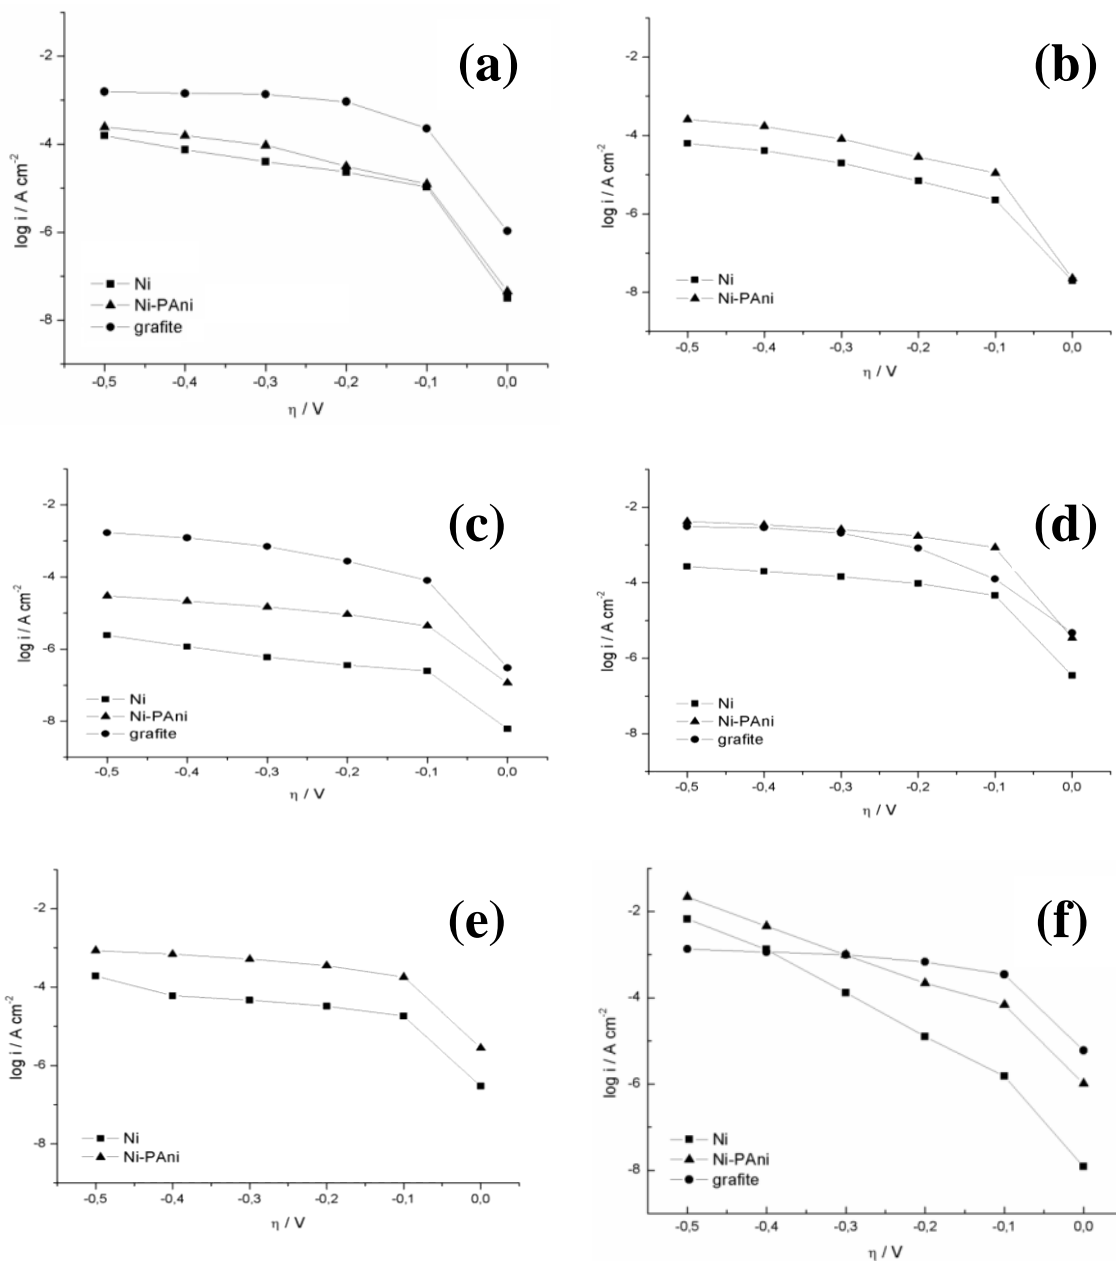 (a)
-2
-4
-6
-8
log i / A cm-2
Ni
Ni-PAni
grafite
-0,5 -0,4 -0,3 -0,2 -0,1 0,0
η / V
(b)
-2
-4
-6
-8
log i / A cm-2
Ni
Ni-PAni
-0,5 -0,4 -0,3 -0,2 -0,1 0,0
η / V
(c)
-2
-4
-6
-8
log i / A cm-2
Ni
Ni-PAni
grafite
-0,5 -0,4 -0,3 -0,2 -0,1 0,0
η / V
(d)
-2
-4
-6
-8
log i / A cm-2
Ni
Ni-PAni
grafite
-0,5 -0,4 -0,3 -0,2 -0,1 0,0
η / V
(e)
-2
-4
-6
-8
log i / A cm-2
Ni
Ni-PAni
-0,5 -0,4 -0,3 -0,2 -0,1 0,0
η / V
(f)
-2
-4
-6
-8
log i / A cm-2
Ni
Ni-PAni
grafite
-0,5 -0,4 -0,3 -0,2 -0,1 0,0
η / V